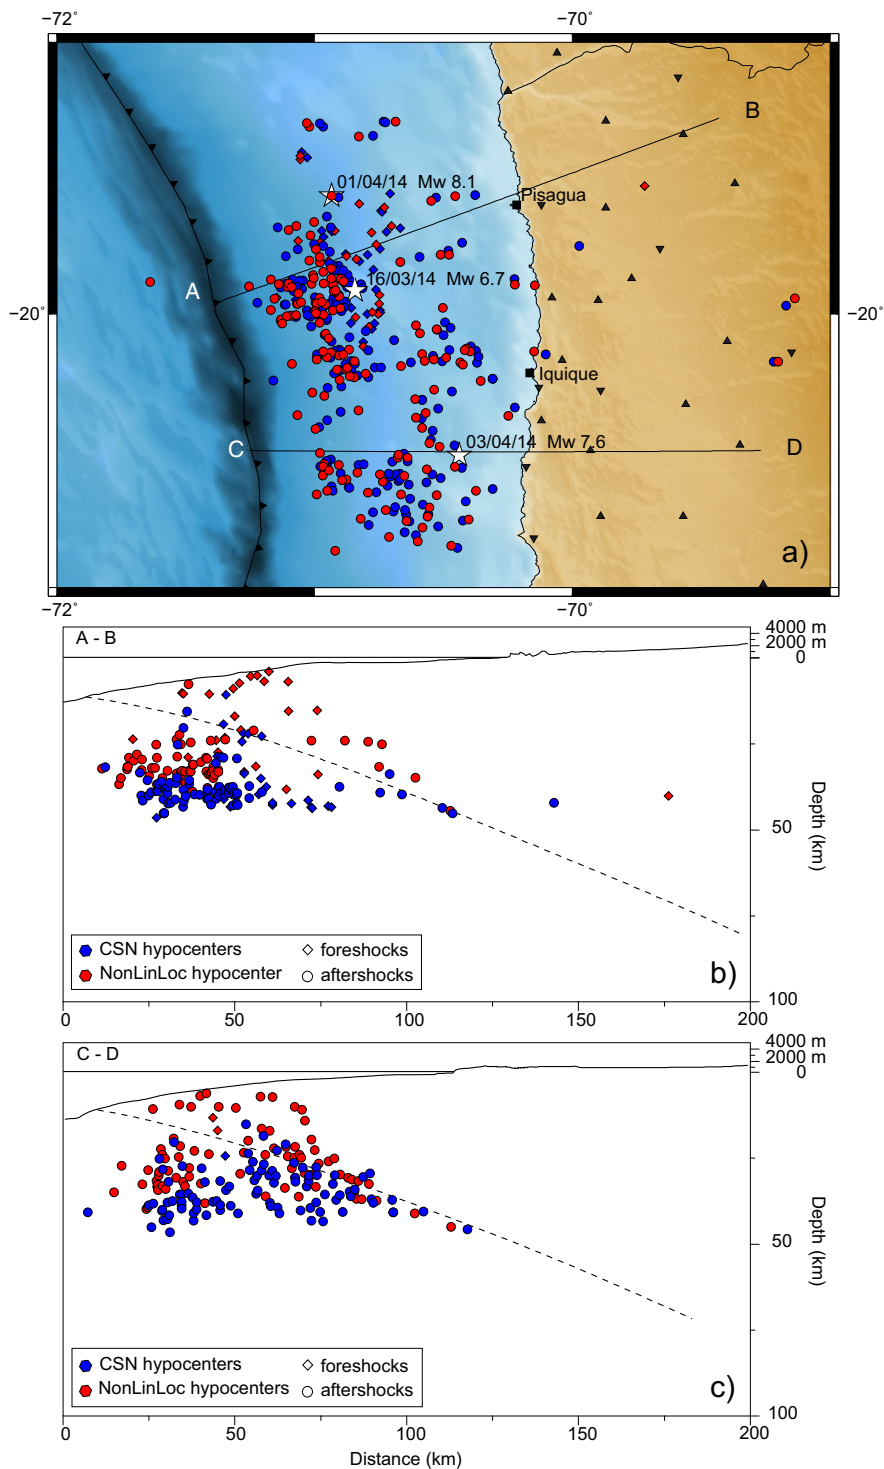 −72˚
−70˚
B
01/04/14 Mw 8.1
Pisagua
A
16/03/14 Mw 6.7
−20˚
−20˚
Iquique
C
03/04/14 Mw 7.6
D
a)
−72˚
−70˚
A - B
4000 m
2000 m
0
50
Depth (km)
CSN hypocenters
foreshocks
NonLinLoc hypocenter
aftershocks
b)
100
0
50
100
150
200
C - D
4000 m
2000 m
0
50
Depth (km)
CSN hypocenters
foreshocks
NonLinLoc hypocenters
aftershocks
c)
100
0
50
100
150
200
Distance (km)